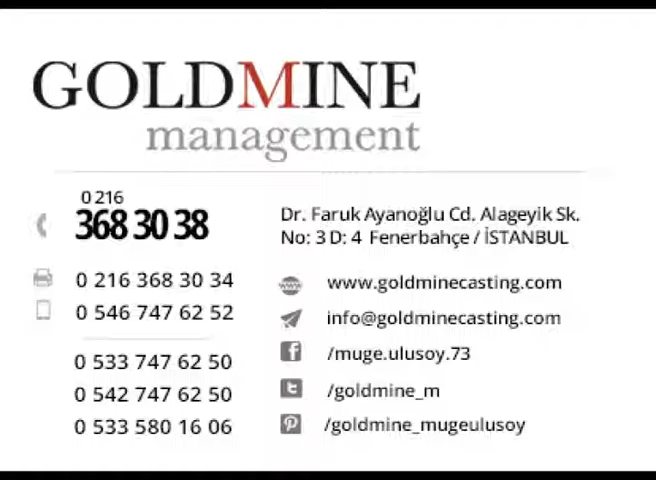 GOLDMINE
management
0 216
368 30 38
0 216 368 30 34
0 546 747 62 52
0 533 747 62 50
0 542 747 62 50
0 533 580 16 06
Dr. Faruk Ayanoğlu Cd. Alageyik Sk.
No: 3 D: 4 Fenerbahçe / İSTANBUL
www.goldminecasting.com
info@goldminecasting.com
/muge.ulusoy.73
/goldmine_m
/goldmine_mugeulusoy